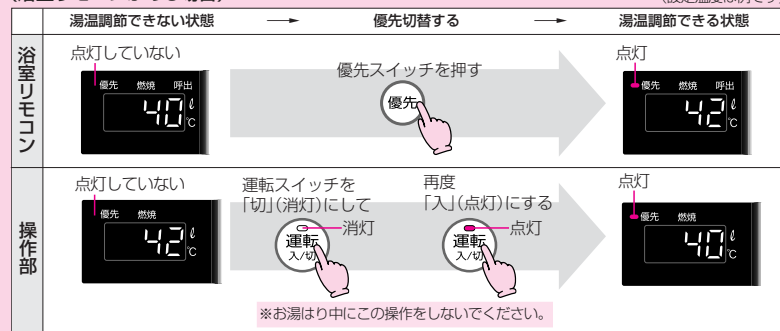 湯温調節できない状態 → 優先切替する → 湯温調節できる状態
浴室リモコン
点灯していない
優先 燃焼 呼出
40 ℓ
℃
優先スイッチを押す
優先
点灯
優先 燃焼 呼出
42 ℓ
℃
操作部
点灯していない
優先 燃焼
42 ℓ
℃
運転スイッチを
「切」(消灯)にして
消灯
運転
入/切
再度
「入」(点灯)にする
点灯
運転
入/切
※お湯はり中にこの操作をしないでください。
点灯
優先 燃焼
40 ℓ
℃